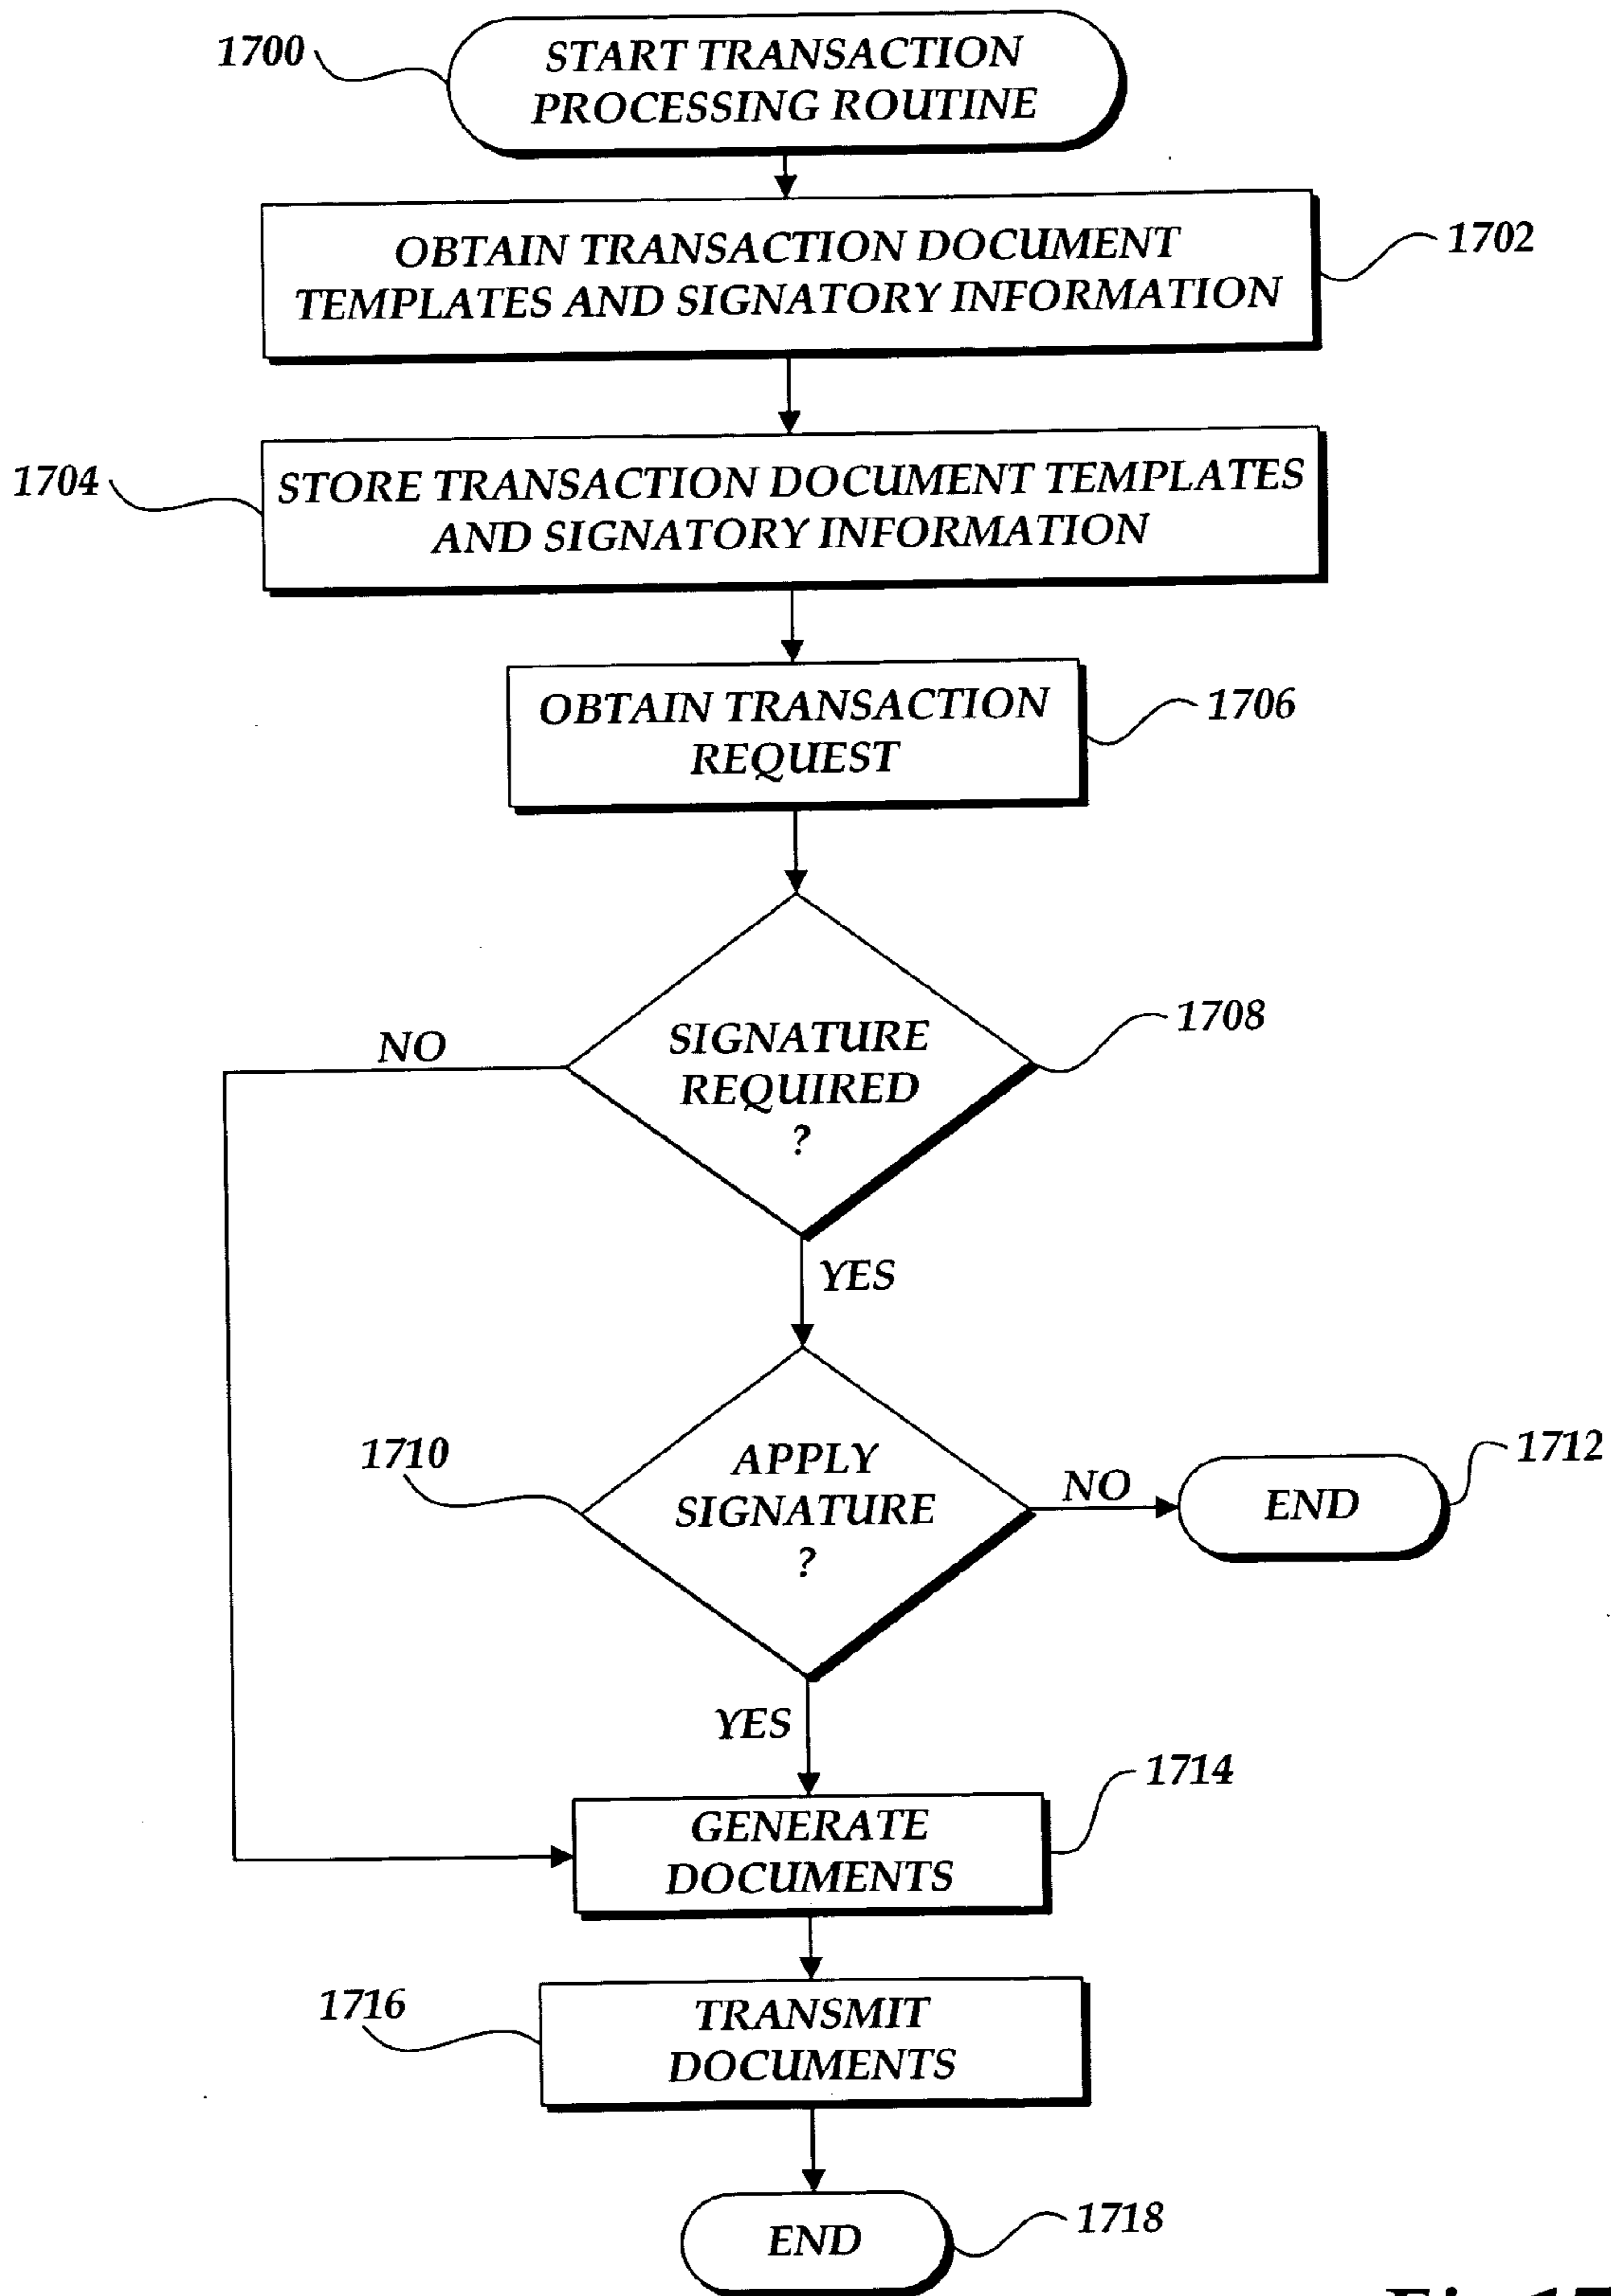 1700
START TRANSACTION
PROCESSING ROUTINE
OBTAIN TRANSACTION DOCUMENT
TEMPLATES AND SIGNATORY INFORMATION
1702
1704
STORE TRANSACTION DOCUMENT TEMPLATES
AND SIGNATORY INFORMATION
OBTAIN TRANSACTION
REQUEST
1706
SIGNATURE
REQUIRED
?
1708
NO
YES
1710
APPLY
SIGNATURE
?
NO
END
1712
YES
GENERATE
DOCUMENTS
1714
1716
TRANSMIT
DOCUMENTS
END
1718